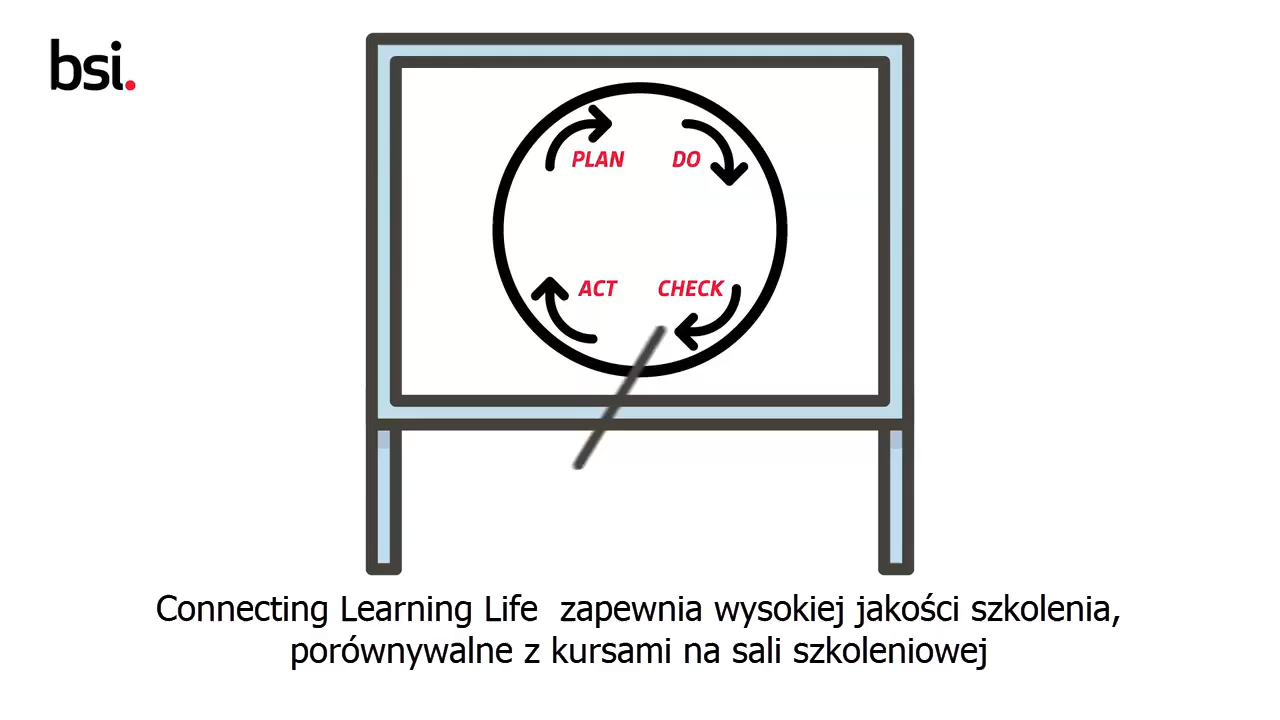 bsi.
PLAN DO
ACT CHECK
Connecting Learning Life  zapewnia wysokiej jakości szkolenia,
porównywalne z kursami na sali szkoleniowej